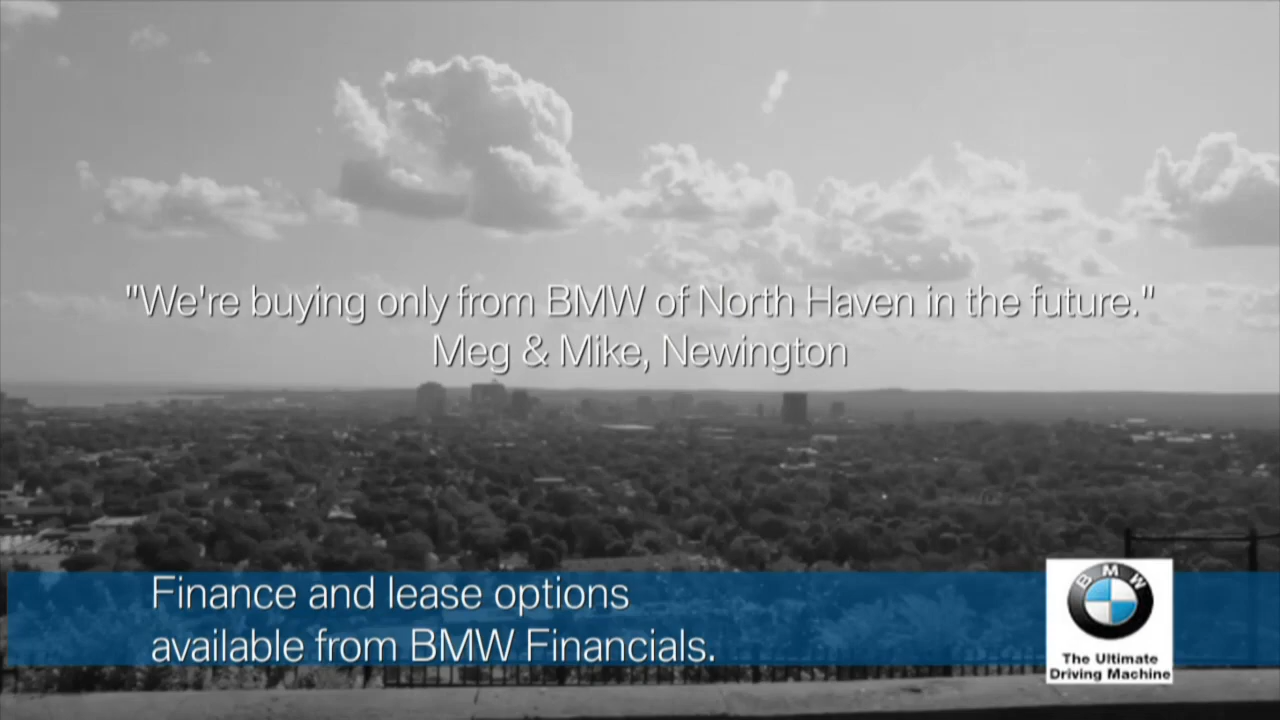 "We're buying only from BMW of North Haven in the future."
Meg & Mike, Newington
Finance and lease options
available from BMW Financials.
BMW
The Ultimate
Driving Machine